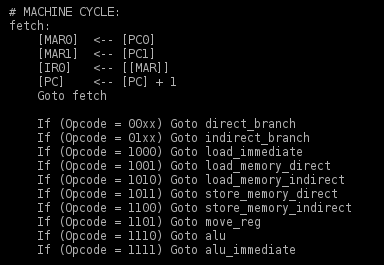 # MACHINE CYCLE:
fetch:
[MAR0] <-- [PC0]
[MAR1] <-- [PC1]
[IR0] <-- [[MAR]]
[PC] <-- [PC] + 1
Goto fetch
If (Opcode = 00xx) Goto direct_branch
If (Opcode = 01xx) Goto indirect_branch
If (Opcode = 1000) Goto load_immediate
If (Opcode = 1001) Goto load_memory_direct
If (Opcode = 1010) Goto load_memory_indirect
If (Opcode = 1011) Goto store_memory_direct
If (Opcode = 1100) Goto store_memory_indirect
If (Opcode = 1101) Goto move_reg
If (Opcode = 1110) Goto alu
If (Opcode = 1111) Goto alu_immediate